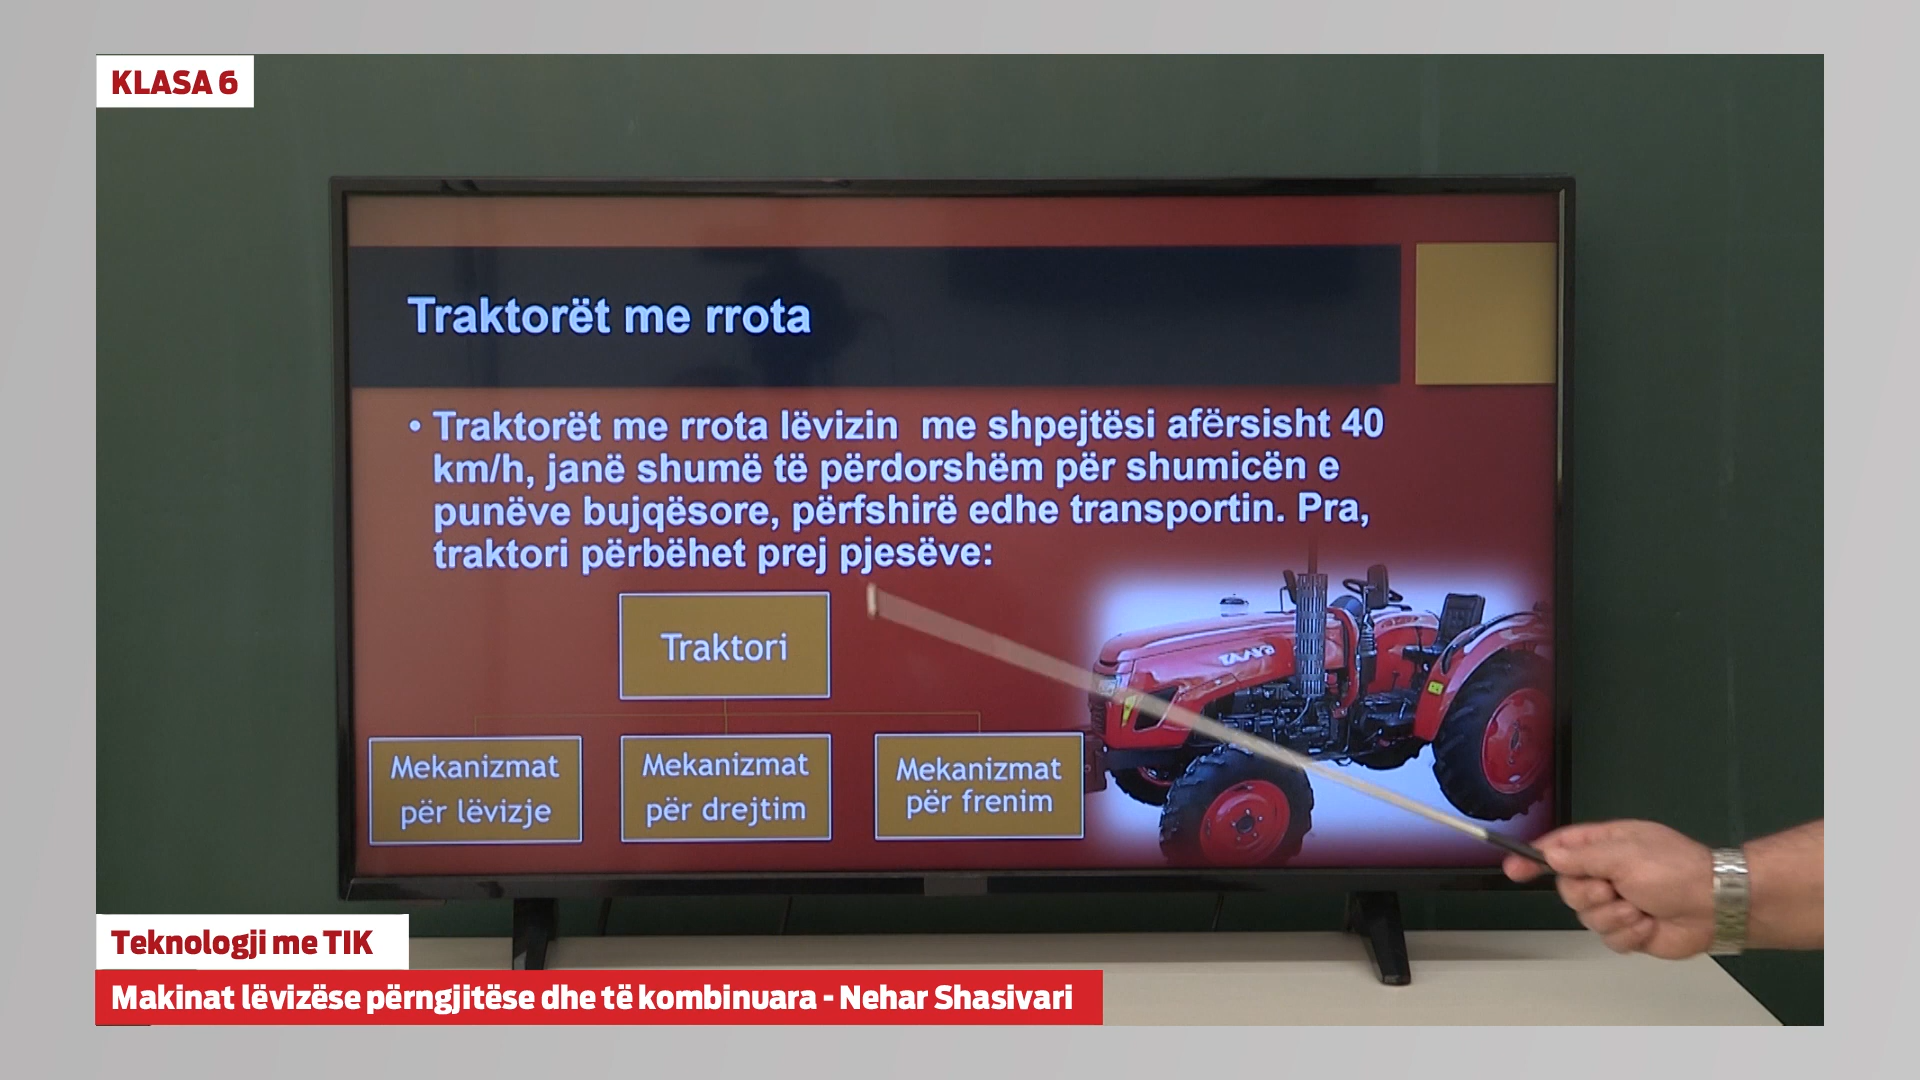 KLASA 6
Traktorët me rrota
• Traktorët me rrota lëvizin me shpejtësi afërsisht 40
km/h, janë shumë të përdorshëm për shumicën e
punëve bujqësore, përfshirë edhe transportin. Pra,
traktori përbëhet prej pjesëve:
Traktori
Mekanizmat
për lëvizje
Mekanizmat
për drejtim
Mekanizmat
për frenim
Teknologji me TIK
Makinat lëvizëse përngjitëse dhe të kombinuara - Nehar Shasivari